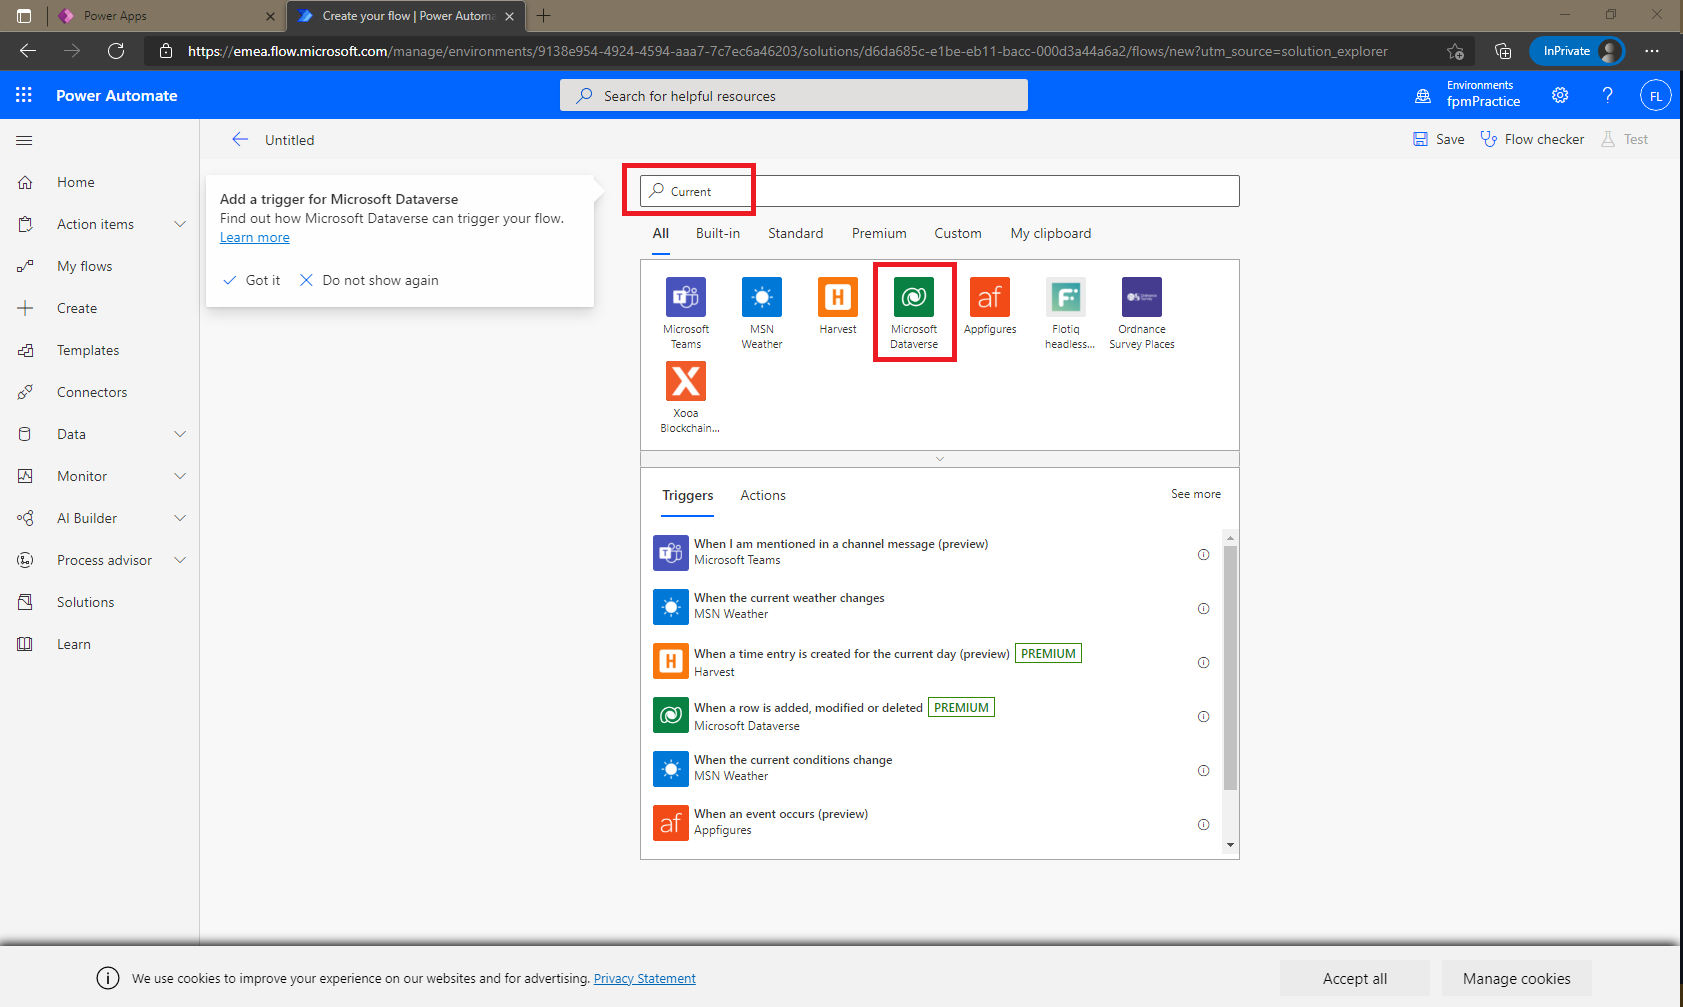 Power Apps
Create your flow | Power Automa
https://emea.flow.microsoft.com/manage/environments/9138e954-4924-4594-aaa7-7c7ec6a46203/solutions/d6da685c-e1be-eb11-bacc-000d3a44a6a2/flows/new?utm_source=solution_explorer
InPrivate
Power Automate
Search for helpful resources
Environments
fpmPractice
?
FL
Untitled
Save
Flow checker
Test
Home
Action items
My flows
Create
Templates
Connectors
Data
Monitor
AI Builder
Process advisor
Solutions
Learn
Add a trigger for Microsoft Dataverse
Find out how Microsoft Dataverse can trigger your flow.
Learn more
Got it
Do not show again
Current
All
Built-in
Standard
Premium
Custom
My clipboard
Microsoft
Teams
MSN
Weather
H
Harvest
Microsoft
Dataverse
af
Appfigures
F
Flotiq
headless...
OS Ordnance
Survey
Ordnance
Survey Places
X
Xooa
Blockchain...
Triggers
Actions
See more
When I am mentioned in a channel message (preview)
Microsoft Teams
When the current weather changes
MSN Weather
H
When a time entry is created for the current day (preview) PREMIUM
Harvest
When a row is added, modified or deleted PREMIUM
Microsoft Dataverse
When the current conditions change
MSN Weather
af
When an event occurs (preview)
Appfigures
We use cookies to improve your experience on our websites and for advertising. Privacy Statement
Accept all
Manage cookies